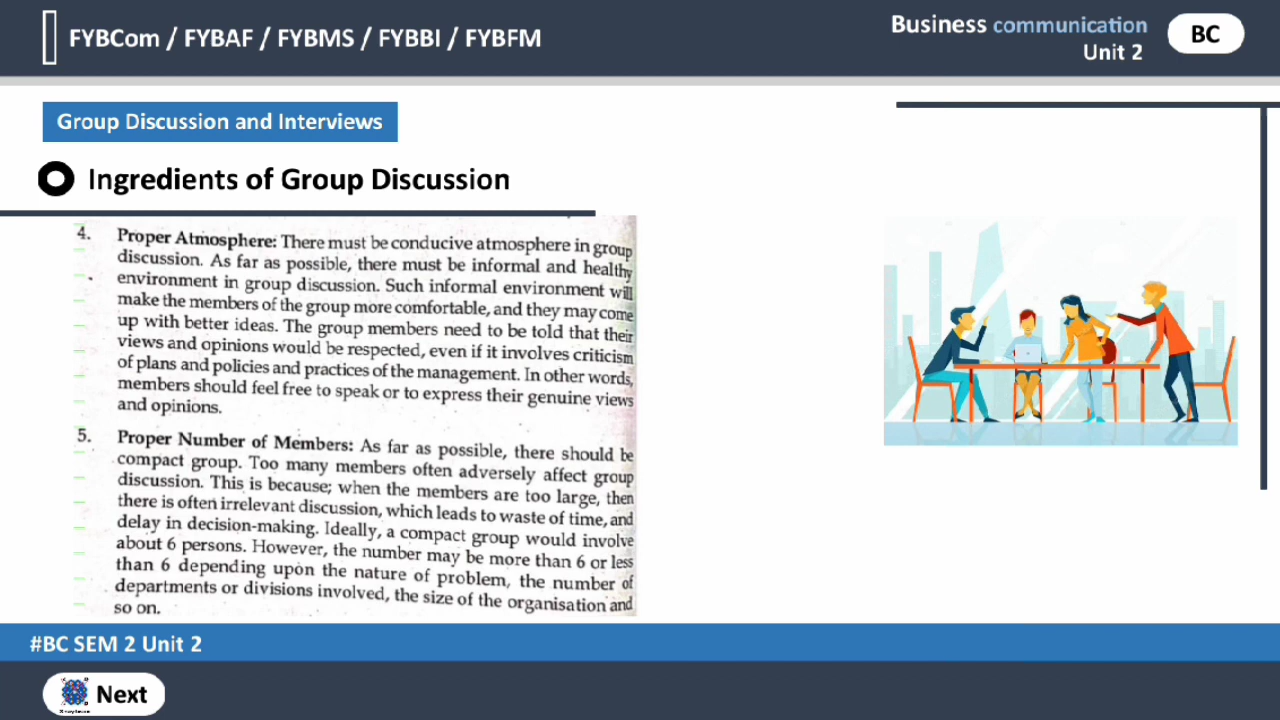 FYBCom / FYBAF / FYBMS / FYBBI / FYBFM
Business communication
Unit 2
BC
Group Discussion and Interviews
Ingredients of Group Discussion
4. Proper Atmosphere: There must be conducive atmosphere in group
discussion. As far as possible, there must be informal and healthy
environment in group discussion. Such informal environment will
make the members of the group more comfortable, and they may come
up with better ideas. The group members need to be told that their
views and opinions would be respected, even if it involves criticism
of plans and policies and practices of the management. In other words,
members should feel free to speak or to express their genuine views
and opinions.
5. Proper Number of Members: As far as possible, there should be
compact group. Too many members often adversely affect group
discussion. This is because; when the members are too large, then
there is often irrelevant discussion, which leads to waste of time, and
delay in decision-making. Ideally, a compact group would involve
about 6 persons. However, the number may be more than 6 or less
than 6 depending upon the nature of problem, the number of
departments or divisions involved, the size of the organisation and
so on.
#BC SEM 2 Unit 2
Next